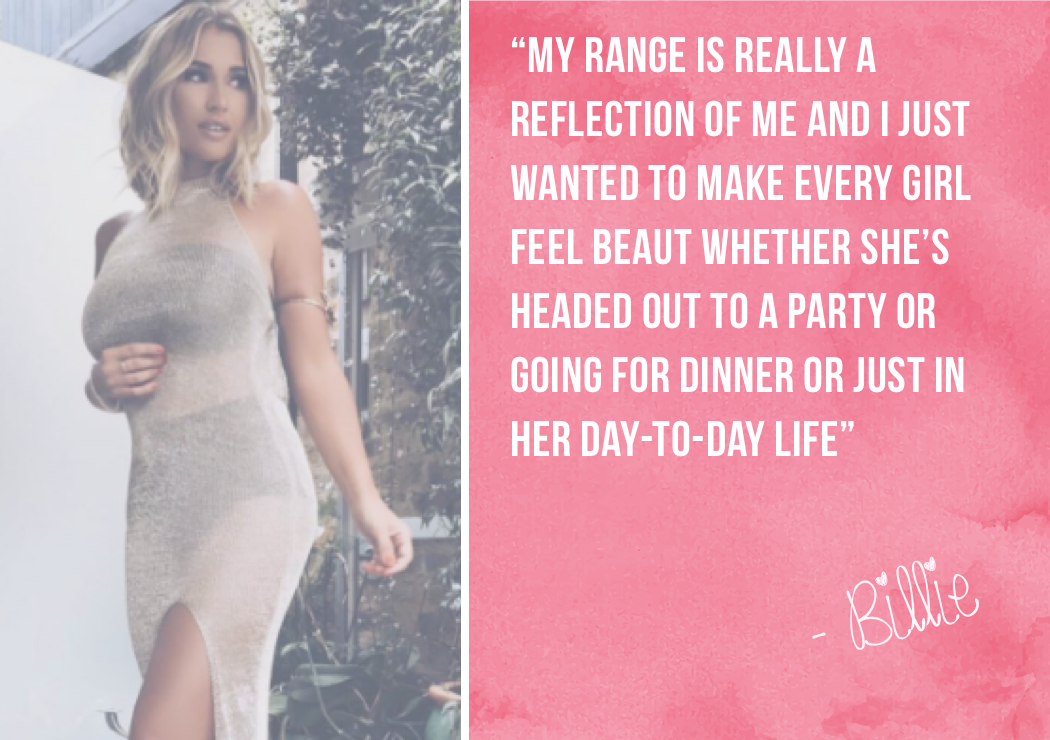 “MY RANGE IS REALLY A
REFLECTION OF ME AND I JUST
WANTED TO MAKE EVERY GIRL
FEEL BEAUT WHETHER SHE’S
HEADED OUT TO A PARTY OR
GOING FOR DINNER OR JUST IN
HER DAY-TO-DAY LIFE”
- Billie